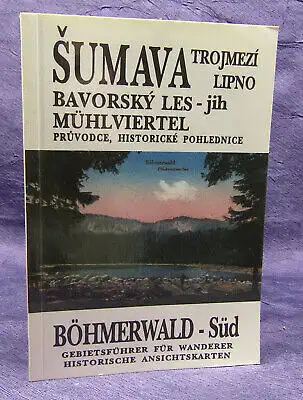 ŠUMAVA TROJMEZÍ
LIPNO
BAVORSKÝ LES - jih
MÜHLVIERTEL
PRŮVODCE, HISTORICKÉ POHLEDNICE
Böhmerwald
BÖHMERWALD - Süd
GEBIETSFÜHRER FÜR WANDERER
HISTORISCHE ANSICHTSKARTEN